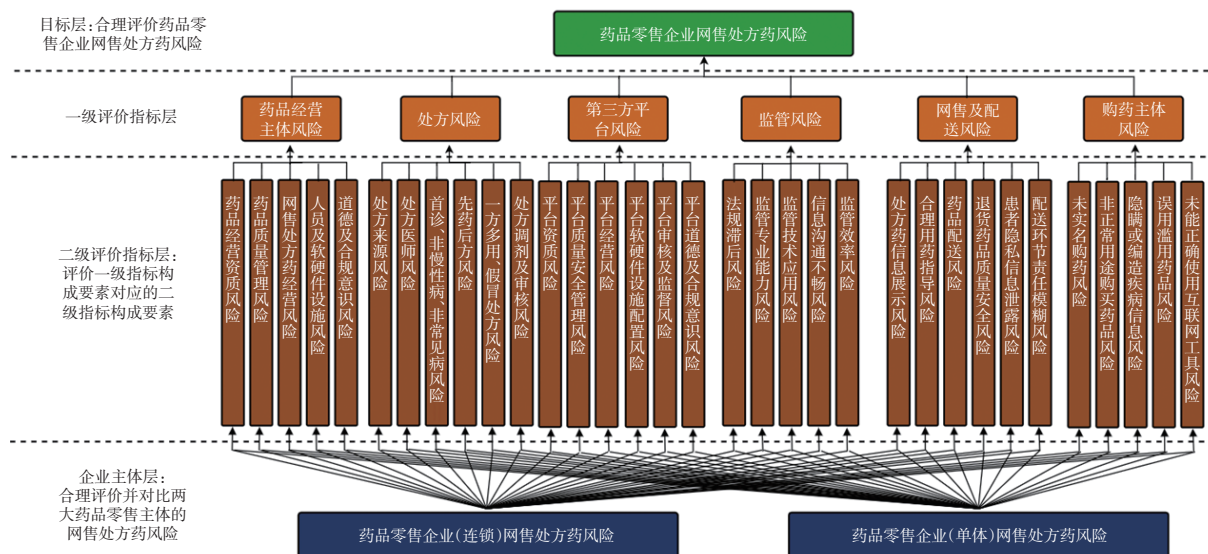 目标层:合理评价药品零
售企业网售处方药风险
药品零售企业网售处方药风险
一级评价指标层
药品经营
主体风险
处方风险
第三方平
台风险
监管风险
网售及配
送风险
购药主体
风险
二级评价指标层:
评价一级指标构
成要素对应的二
级指标构成要素
药品经营资质风险
药品质量管理风险
网售处方药经营风险
人员及软硬件设施风险
道德及合规意识风险
处方来源风险
处方医师风险
首诊、非慢性病、非常见病风险
先药后方风险
一方多用、假冒处方风险
处方调剂及审核风险
平台资质风险
平台质量安全管理风险
平台经营风险
平台软硬件设施配置风险
平台审核及监督风险
平台道德及合规意识风险
法规滞后风险
监管专业能力风险
监管技术应用风险
信息沟通不畅风险
监管效率风险
处方药信息展示风险
合理用药指导风险
药品配送风险
退货药品质量安全风险
患者隐私信息泄露风险
配送环节责任模糊风险
未实名购药风险
非正常用途购买药品风险
隐瞒或编造疾病信息风险
误用滥用药品风险
未能正确使用互联网工具风险
企业主体层:
合理评价并对比两
大药品零售主体的
网售处方药风险
药品零售企业(连锁)网售处方药风险
药品零售企业(单体)网售处方药风险